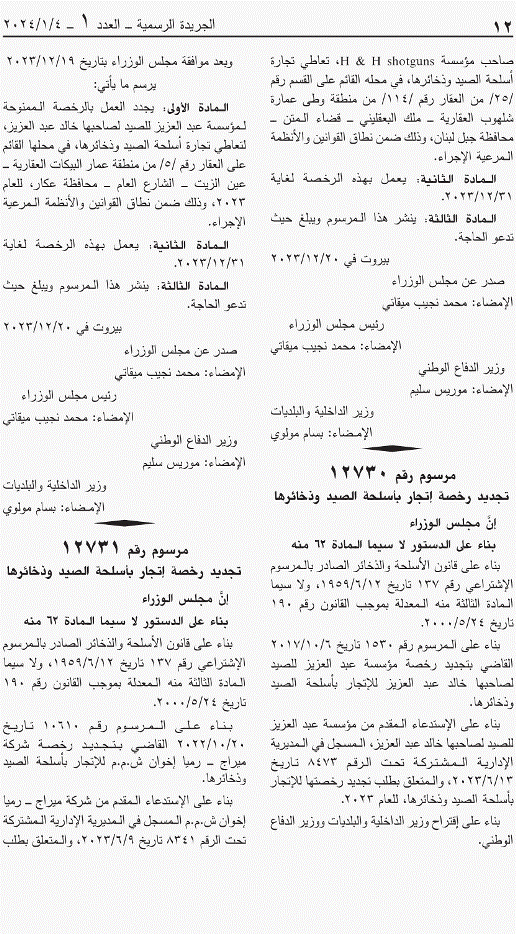 ١٢
الجريدة الرسمية ـ العدد ١ ـ ٢٠٢٤/١/٤
صاحب مؤسسة H & H shotguns، تعاطي تجارة
أسلحة الصيد وذخائرها، في محله القائم على القسم رقم
/٢٥/ من العقار رقم /١١٤/ من منطقة وطى عمارة
شلهوب العقارية ـ ملك البعقليني ـ قضاء المتن ـ
محافظة جبل لبنان، وذلك ضمن نطاق القوانين والأنظمة
المرعية الإجراء.
المادة الثانية: يعمل بهذه الرخصة لغاية
٢٠٢٣/١٢/٣١.
المادة الثالثة: ينشر هذا المرسوم ويبلغ حيث
تدعو الحاجة.
بيروت في ٢٠٢٣/١٢/٢٠
صدر عن مجلس الوزراء
الإمضاء: محمد نجيب ميقاتي
رئيس مجلس الوزراء
الإمضاء: محمد نجيب ميقاتي
وزير الدفاع الوطني
الإمضاء: موريس سليم
وزير الداخلية والبلديات
الإمضاء: بسام مولوي
مرسوم رقم ١٢٧٣٠
تجديد رخصة إتجار بأسلحة الصيد وذخائرها
إنَّ مجلس الوزراء
بناء على الدستور لا سيما المادة ٦٢ منه
بناء على قانون الأسلحة والذخائر الصادر بالمرسوم
الإشتراعي رقم ١٣٧ تاريخ ١٩٥٩/٦/١٢، ولا سيما
المادة الثالثة منه المعدلة بموجب القانون رقم ١٩٠
تاريخ ٢٠٠٠/٥/٢٤.
بناء على المرسوم رقم ١٥٣٠ تاريخ ٢٠١٧/١٠/٦
القاضي بتجديد رخصة مؤسسة عبد العزيز للصيد
لصاحبها خالد عبد العزيز للإتجار بأسلحة الصيد
وذخائرها.
بناء على الإستدعاء المقدم من مؤسسة عبد العزيز
للصيد لصاحبها خالد عبد العزيز، المسجل في المديرية
الإدارية المشتركة تحت الرقم ٨٤٧٣ تاريخ
٢٠٢٣/٦/١٣، والمتعلق بطلب تجديد رخصتها للإتجار
بأسلحة الصيد وذخائرها، للعام ٢٠٢٣.
بناء على إقتراح وزير الداخلية والبلديات ووزير الدفاع
الوطني.
وبعد موافقة مجلس الوزراء بتاريخ ٢٠٢٣/١٢/١٩
يرسم ما يأتي:
المادة الأولى: يجدد العمل بالرخصة الممنوحة
لمؤسسة عبد العزيز للصيد لصاحبها خالد عبد العزيز،
لتعاطي تجارة أسلحة الصيد وذخائرها، في محلها القائم
على العقار رقم /٥/ من منطقة عمار البيكات العقارية ـ
عين الزيت ـ الشارع العام ـ محافظة عكار، للعام
٢٠٢٣، وذلك ضمن نطاق القوانين والأنظمة المرعية
الإجراء.
المادة الثانية: يعمل بهذه الرخصة لغاية
٢٠٢٣/١٢/٣١.
المادة الثالثة: ينشر هذا المرسوم ويبلغ حيث
تدعو الحاجة.
بيروت في ٢٠٢٣/١٢/٢٠
صدر عن مجلس الوزراء
الإمضاء: محمد نجيب ميقاتي
رئيس مجلس الوزراء
الإمضاء: محمد نجيب ميقاتي
وزير الدفاع الوطني
الإمضاء: موريس سليم
وزير الداخلية والبلديات
الإمضاء: بسام مولوي
مرسوم رقم ١٢٧٣١
تجديد رخصة إتجار بأسلحة الصيد وذخائرها
إنَّ مجلس الوزراء
بناء على الدستور لا سيما المادة ٦٢ منه
بناء على قانون الأسلحة والذخائر الصادر بالمرسوم
الإشتراعي رقم ١٣٧ تاريخ ١٩٥٩/٦/١٢، ولا سيما
المادة الثالثة منه المعدلة بموجب القانون رقم ١٩٠
تاريخ ٢٠٠٠/٥/٢٤.
بناء على المرسوم رقم ١٠٦١٠ تاريخ
٢٠٢٢/١٠/٢٠ القاضي بتجديد رخصة شركة
ميراج ـ رميا إخوان ش.م.م للإتجار بأسلحة الصيد
وذخائرها.
بناء على الإستدعاء المقدم من شركة ميراج ـ رميا
إخوان ش.م.م المسجل في المديرية الإدارية المشتركة
تحت الرقم ٨٣٤١ تاريخ ٢٠٢٣/٦/٩، والمتعلق بطلب